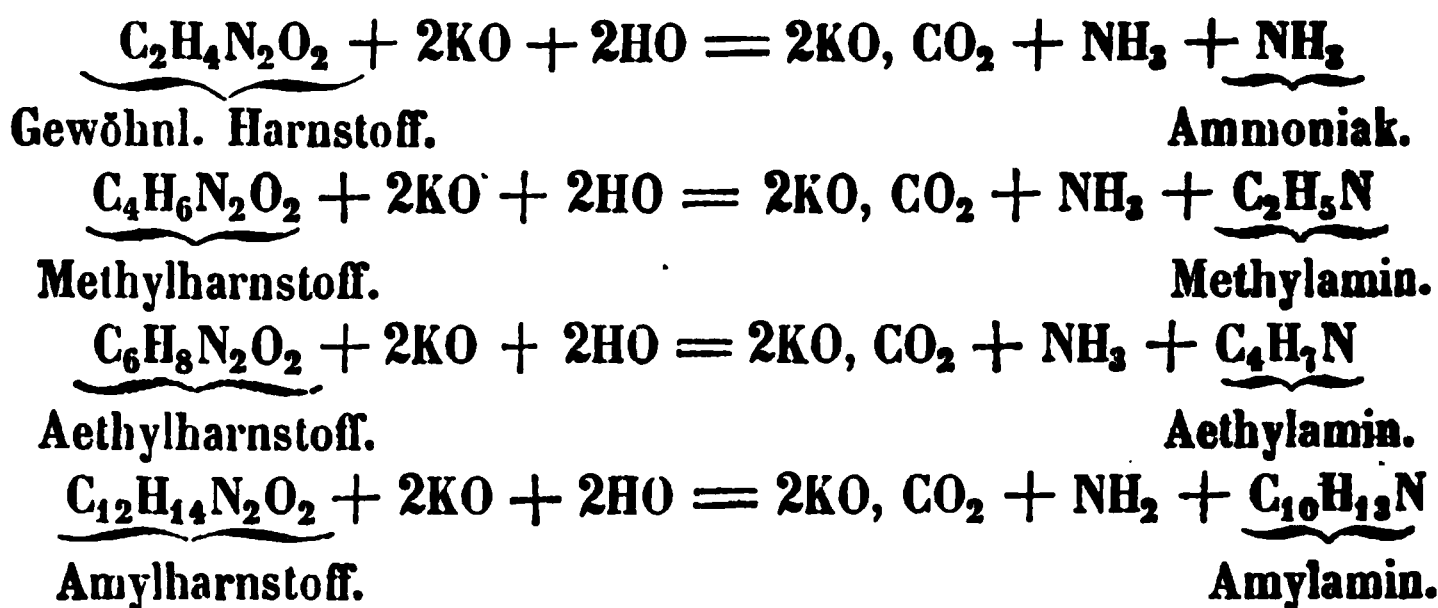 C₂H₄N₂O₂ + 2KO + 2HO = 2KO, CO₂ + NH₃ + NH₃
Gewöhnl. Harnstoff. Ammoniak.
C₄H₆N₂O₂ + 2KO + 2HO = 2KO, CO₂ + NH₃ + C₂H₅N
Methylharnstoff. Methylamin.
C₆H₈N₂O₂ + 2KO + 2HO = 2KO, CO₂ + NH₃ + C₄H₇N
Aethylharnstoff. Aethylamin.
C₁₂H₁₄N₂O₂ + 2KO + 2HO = 2KO, CO₂ + NH₂ + C₁₀H₁₃N
Amylharnstoff. Amylamin.